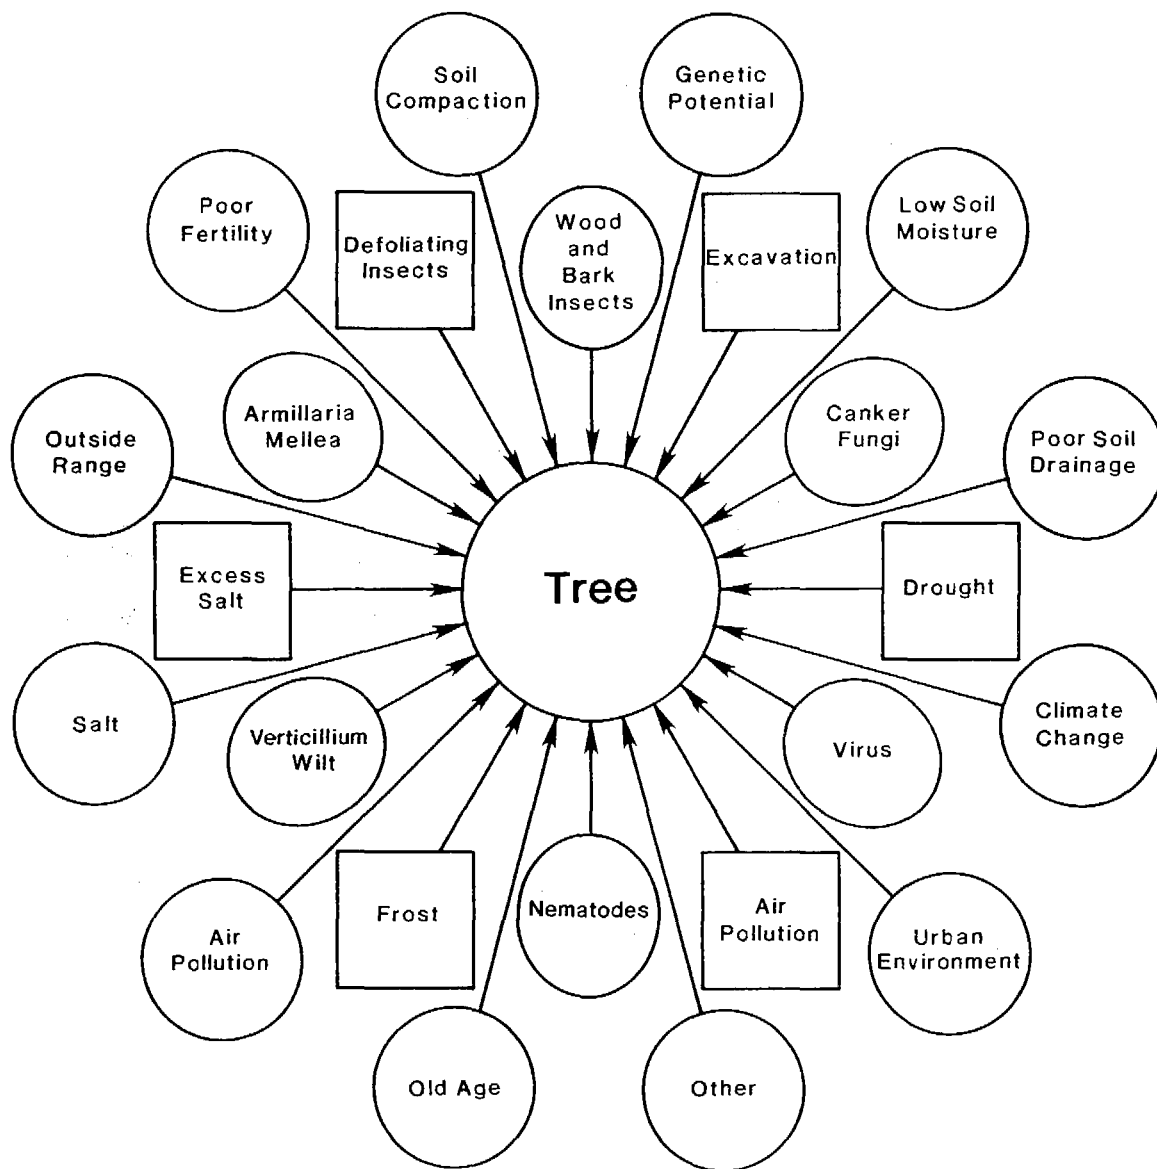 Soil
Compaction
Genetic
Potential
Poor
Fertility
Defoliating
Insects
Wood
and
Bark
Insects
Excavation
Low Soil
Moisture
Outside
Range
Armillaria
Mellea
Canker
Fungi
Poor Soil
Drainage
Excess
Salt
Tree
Drought
Salt
Verticillium
Wilt
Virus
Climate
Change
Air
Pollution
Frost
Nematodes
Air
Pollution
Urban
Environment
Old Age
Other